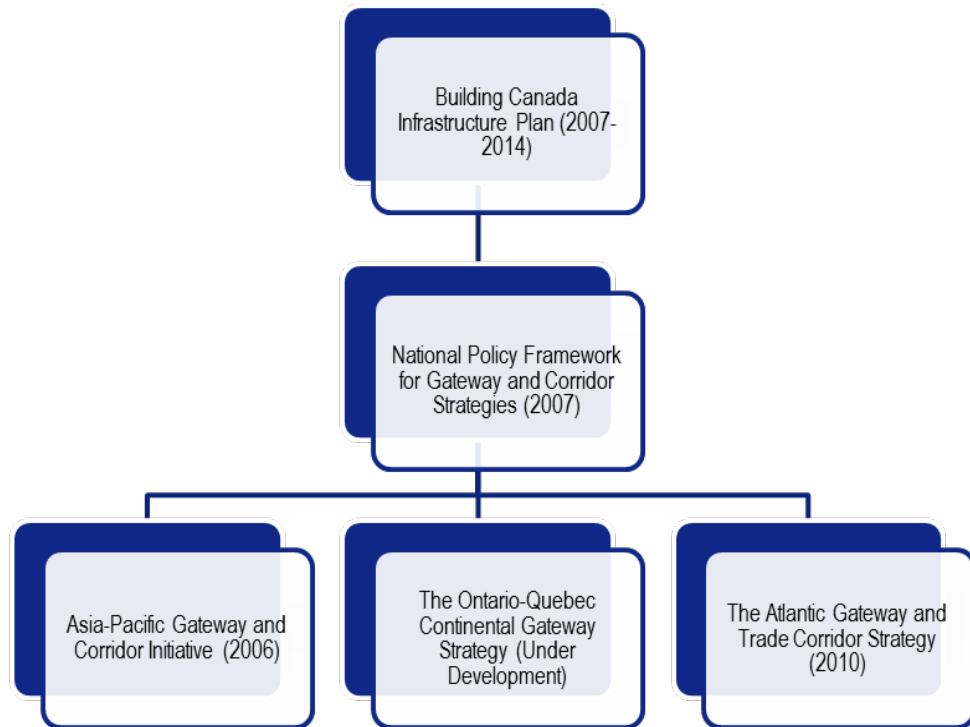 Building Canada
Infrastructure Plan (2007-
2014)
National Policy Framework
for Gateway and Corridor
Strategies (2007)
Asia-Pacific Gateway and
Corridor Initiative (2006)
The Ontario-Quebec
Continental Gateway
Strategy (Under
Development)
The Atlantic Gateway and
Trade Corridor Strategy
(2010)